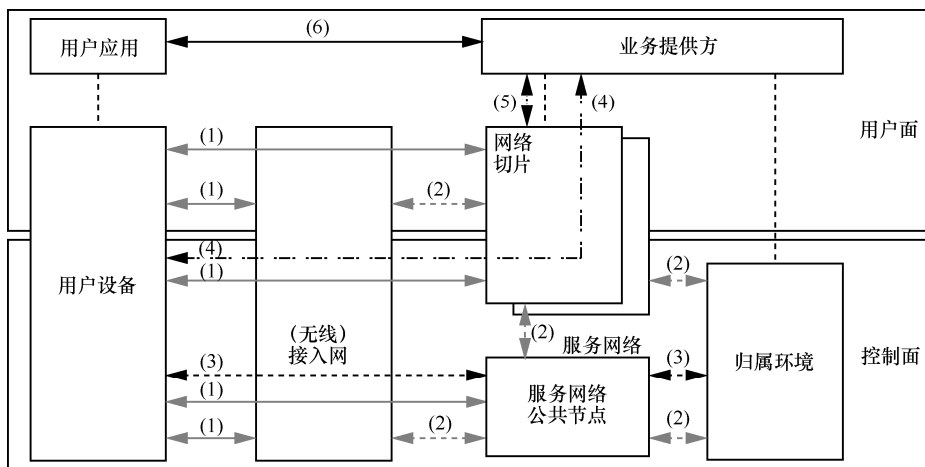 (6)
用户应用
业务提供方
(5)
(4)
(1)
网络
切片
用户面
(1)
(2)
(4)
(1)
(2)
用户设备
(2)
(无线)
接入网
服务网络
(3)
(3)
归属环境
控制面
(1)
服务网络
公共节点
(1)
(2)
(2)